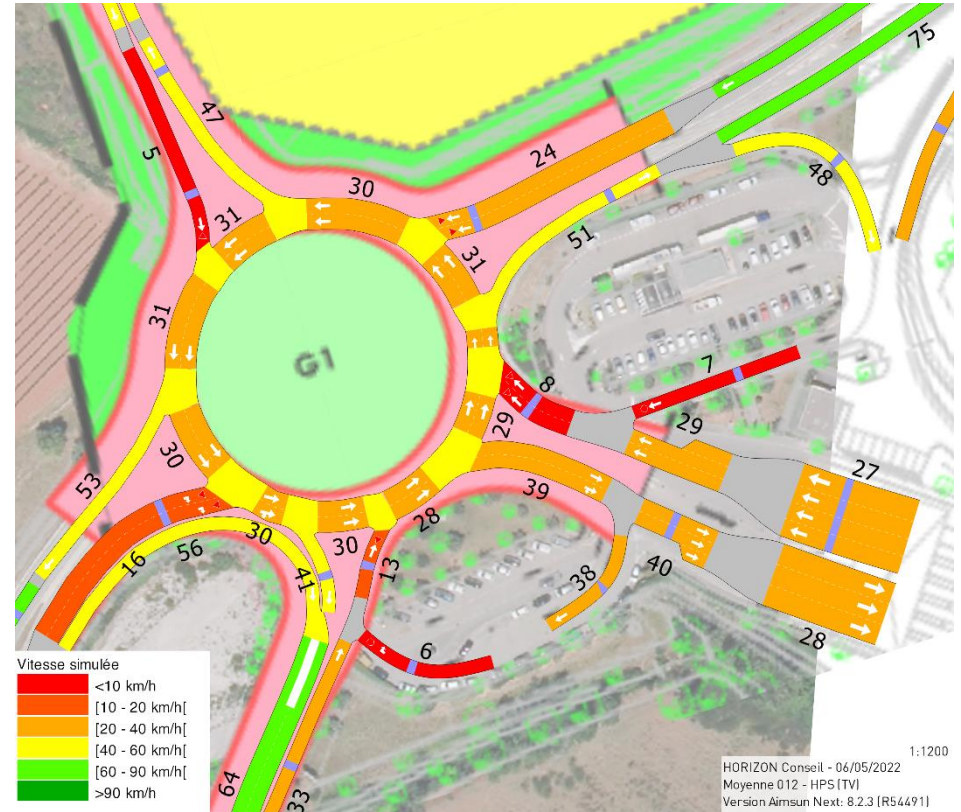 75
47
24
5
30
48
31
51
31
31
G1
7
8
29
29
27
30
53
39
28
30
16
56
30
41
13
40
38
28
6
64
33
Vitesse simulée
<10 km/h
[10 - 20 km/h[
[20 - 40 km/h[
[40 - 60 km/h[
[60 - 90 km/h[
>90 km/h
1:1200
HORIZON Conseil - 06/05/2022
Moyenne 012 - HPS (TV)
Version Aimsun Next: 8.2.3 (R54491)